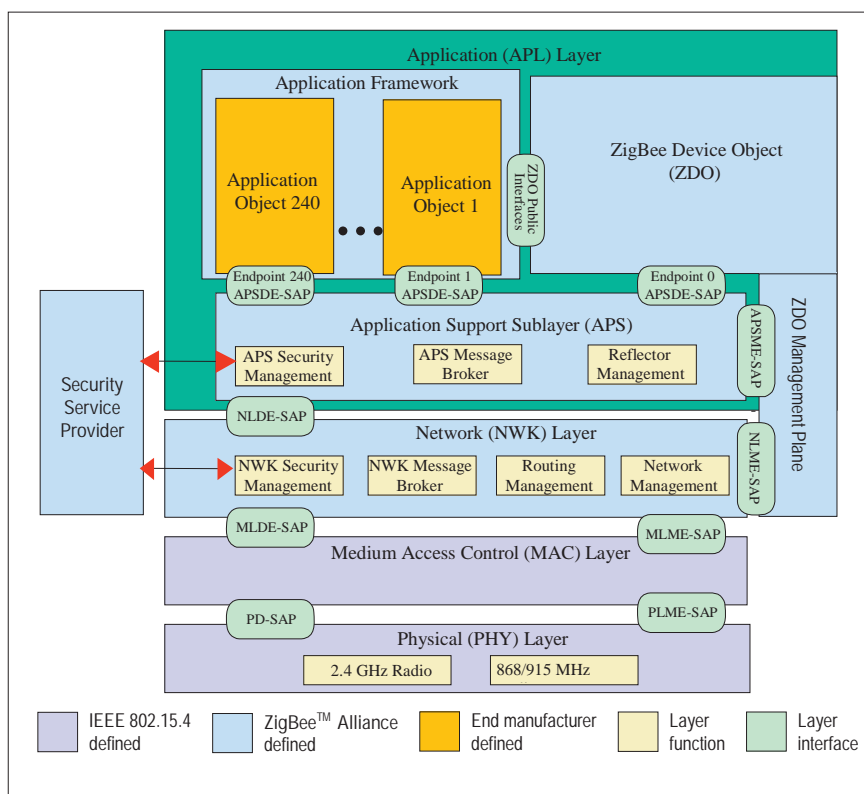 Application (APL) Layer
Application Framework
Application
Object 240
Application
Object 1
ZDO Public
Interfaces
ZigBee Device Object
(ZDO)
Endpoint 240
APSDE-SAP
Endpoint 1
APSDE-SAP
Endpoint 0
APSDE-SAP
Application Support Sublayer (APS)
APS Security
Management
APS Message
Broker
Reflector
Management
APSME-SAP
ZDO Management Plane
Security
Service
Provider
NLDE-SAP
Network (NWK) Layer
NWK Security
Management
NWK Message
Broker
Routing
Management
Network
Management
NLME-SAP
MLDE-SAP
MLME-SAP
Medium Access Control (MAC) Layer
PD-SAP
PLME-SAP
Physical (PHY) Layer
2.4 GHz Radio
868/915 MHz
IEEE 802.15.4
defined
ZigBee™ Alliance
defined
End manufacturer
defined
Layer
function
Layer
interface